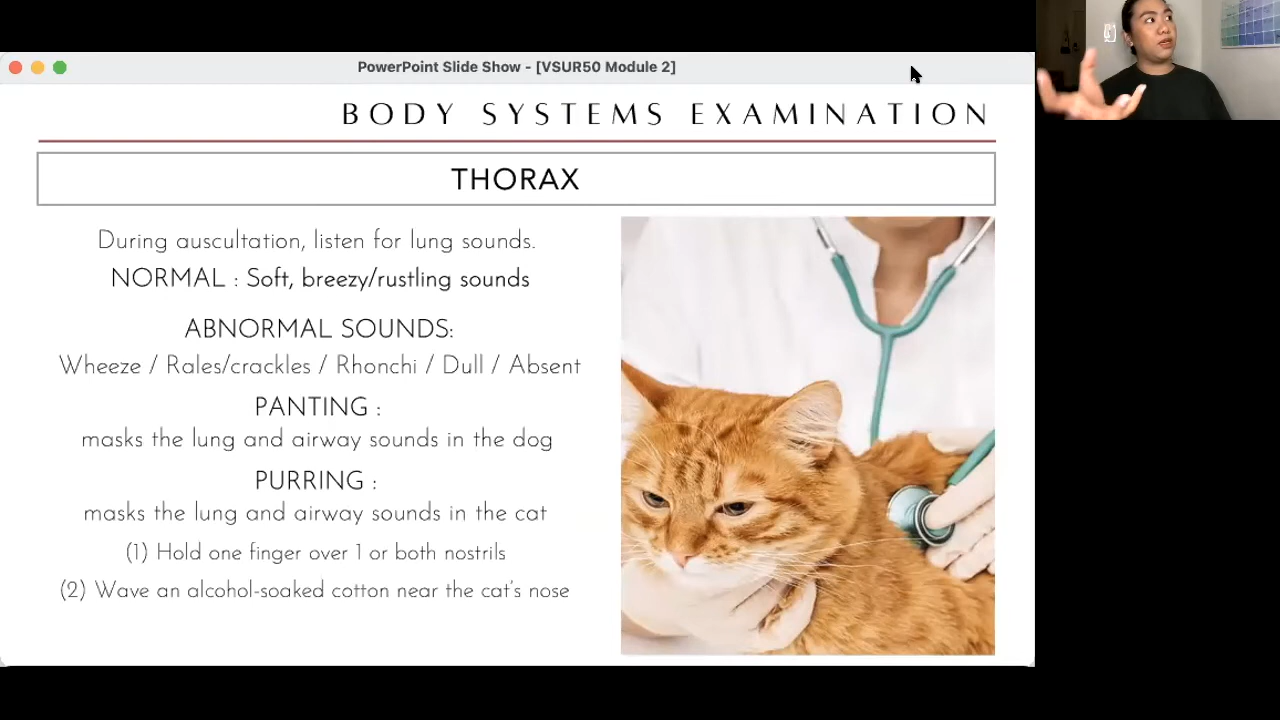 PowerPoint Slide Show - [VSUR50 Module 2]
BODY SYSTEMS EXAMINATION
THORAX
During auscultation, listen for lung sounds.
NORMAL : Soft, breezy/rustling sounds
ABNORMAL SOUNDS:
Wheeze / Rales/crackles / Rhonchi / Dull / Absent
PANTING :
masks the lung and airway sounds in the dog
PURRING :
masks the lung and airway sounds in the cat
(1) Hold one finger over 1 or both nostrils
(2) Wave an alcohol-soaked cotton near the cat's nose